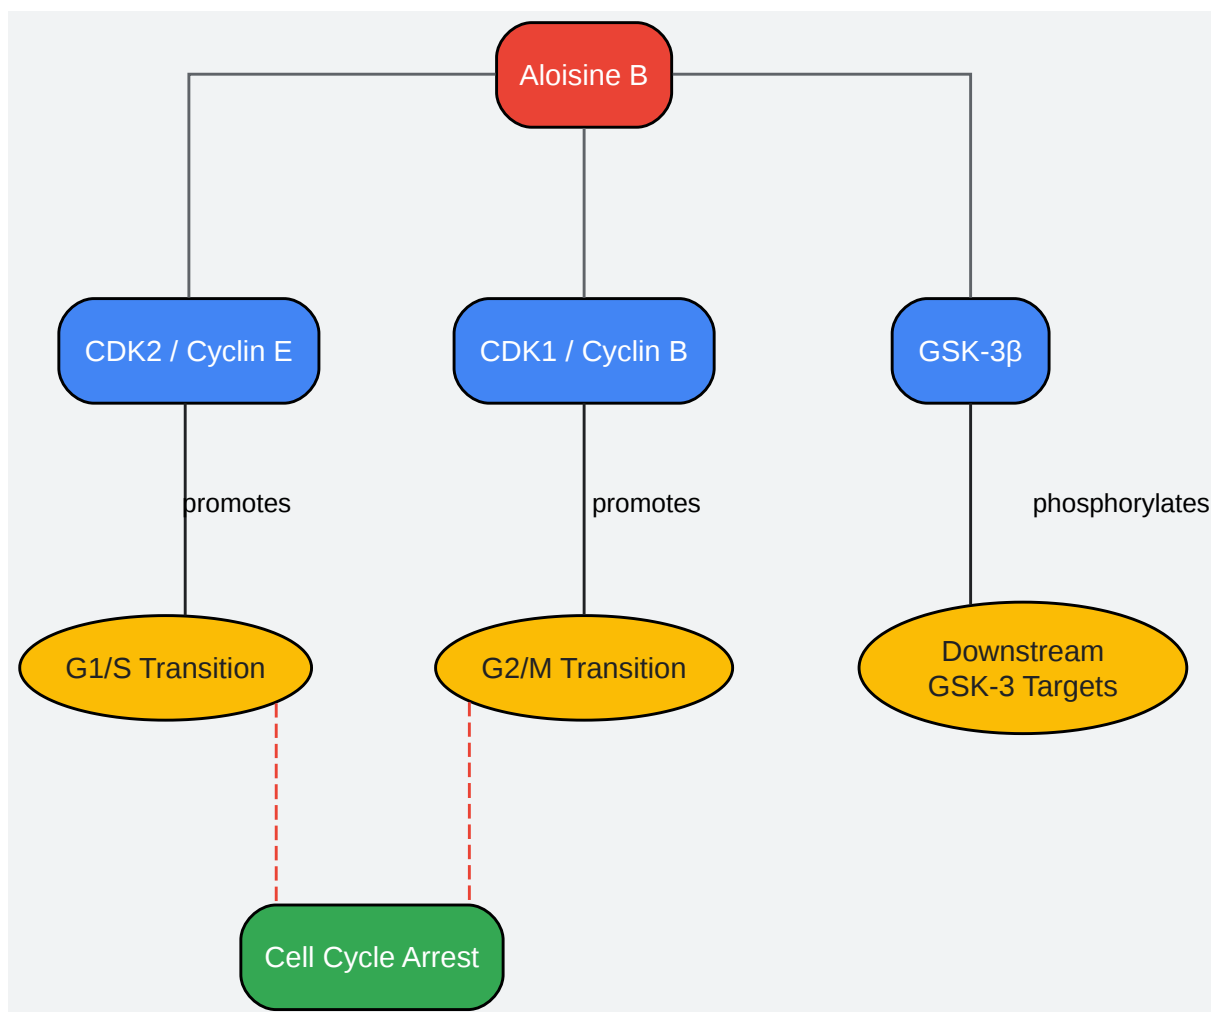 Aloisine B
CDK2 / Cyclin E
CDK1 / Cyclin B
GSK-3β
promotes
promotes
phosphorylates
G1/S Transition
G2/M Transition
Downstream
GSK-3 Targets
Cell Cycle Arrest